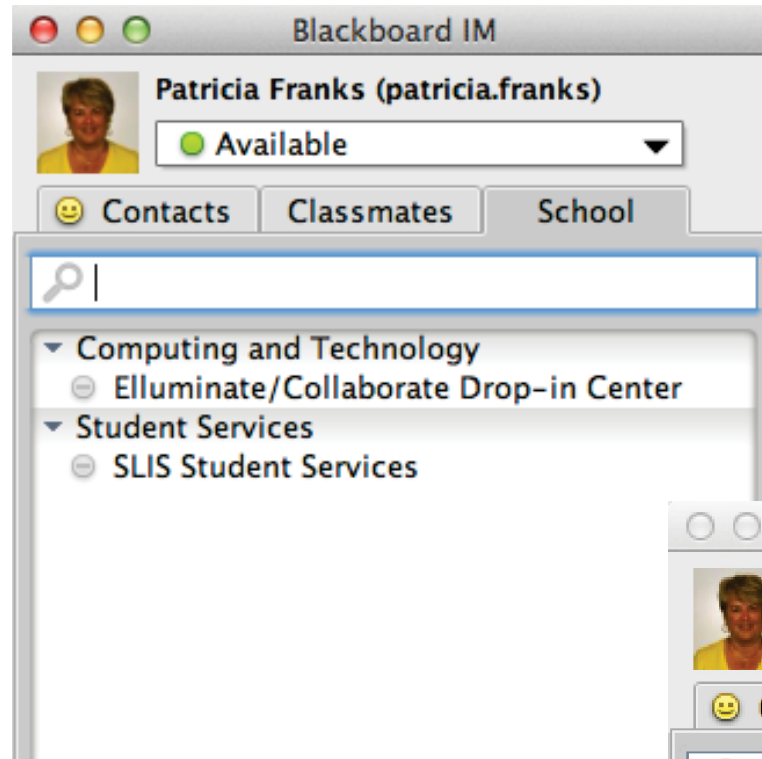 Blackboard IM
Patricia Franks (patricia.franks)
Available
Contacts Classmates School
Computing and Technology
Elluminate/Collaborate Drop-in Center
Student Services
SLIS Student Services